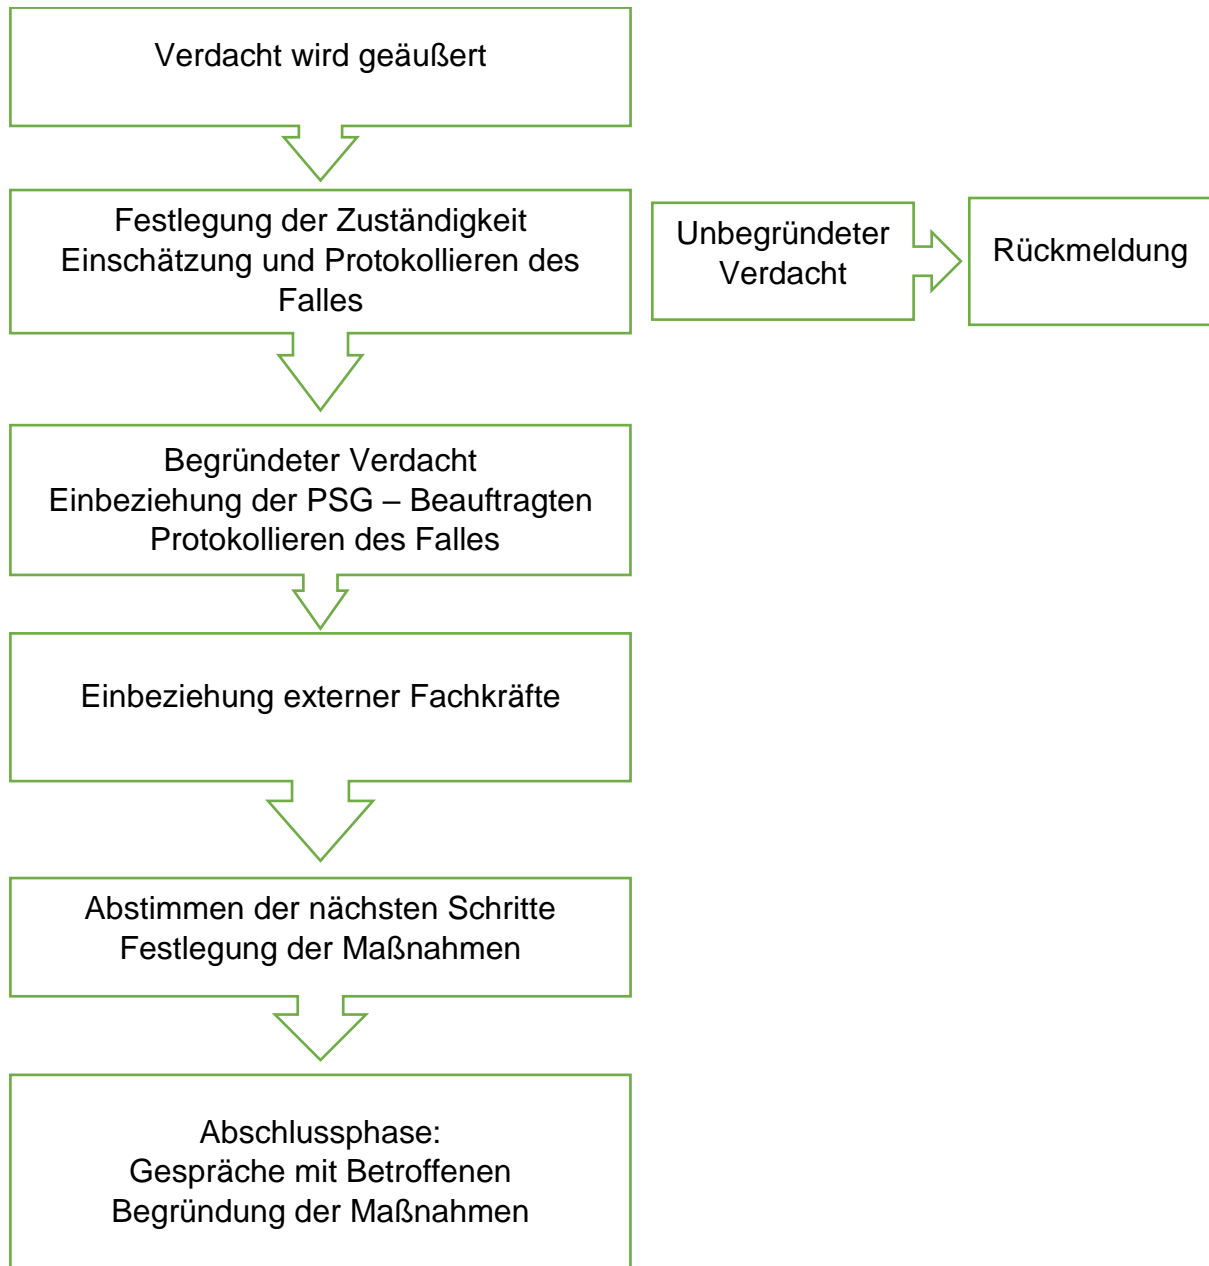 Verdacht wird geäußert
Festlegung der Zuständigkeit
Einschätzung und Protokollieren des
Falles
Unbegründeter
Verdacht
Rückmeldung
Begründeter Verdacht
Einbeziehung der PSG – Beauftragten
Protokollieren des Falles
Einbeziehung externer Fachkräfte
Abstimmen der nächsten Schritte
Festlegung der Maßnahmen
Abschlussphase:
Gespräche mit Betroffenen
Begründung der Maßnahmen